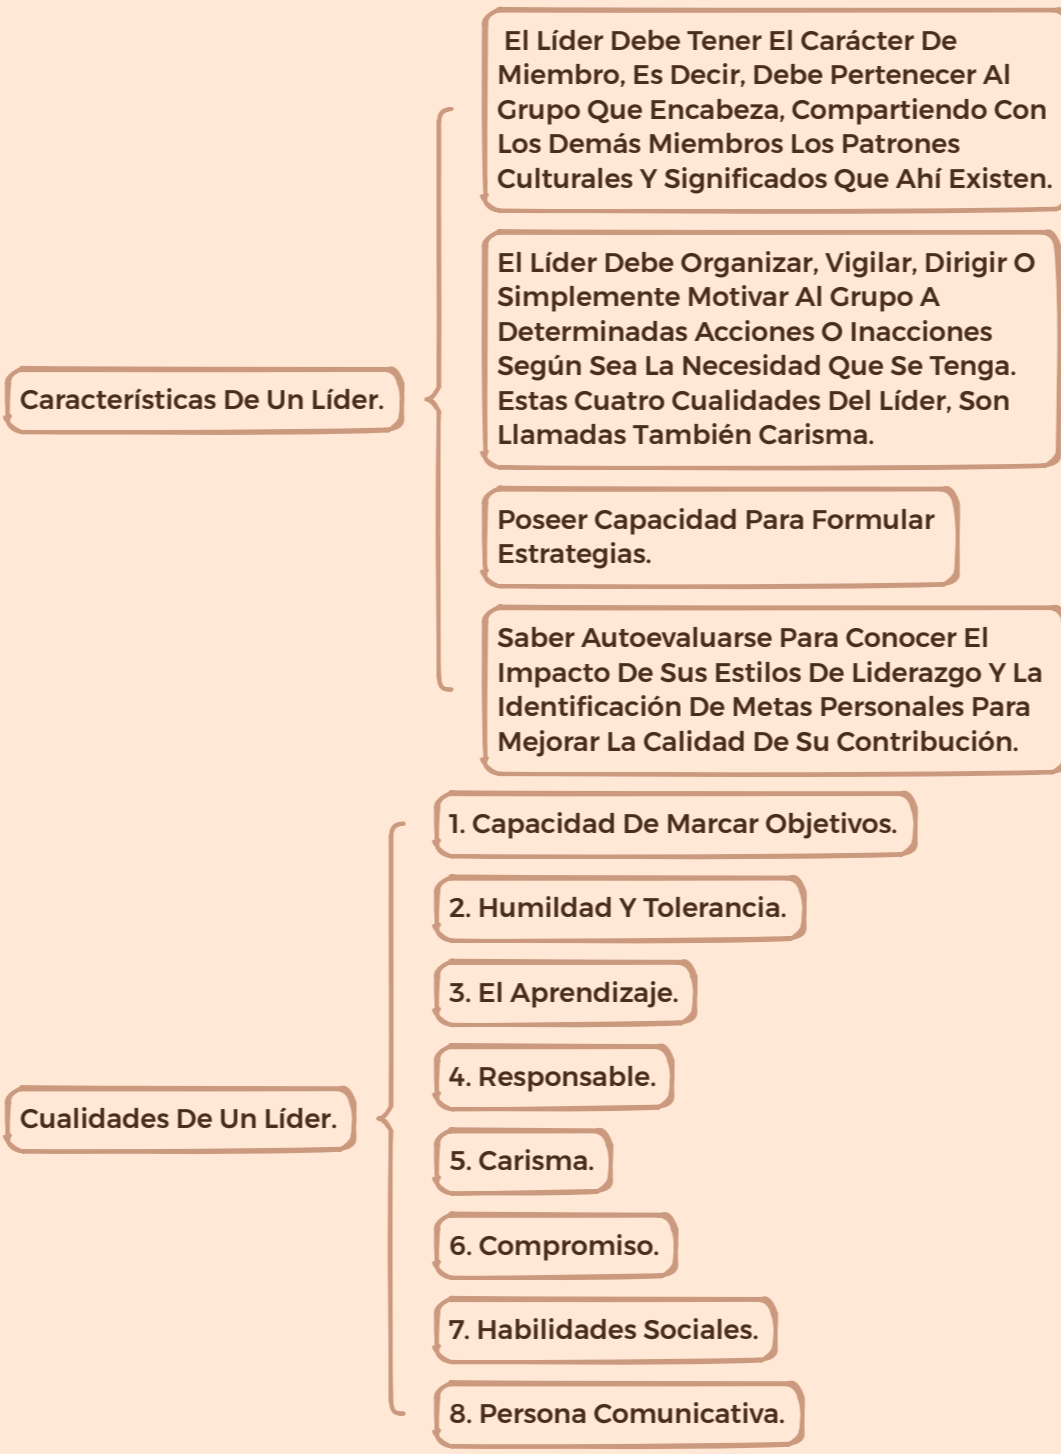 Características De Un Líder.
El Líder Debe Tener El Carácter De
Miembro, Es Decir, Debe Pertenecer Al
Grupo Que Encabeza, Compartiendo Con
Los Demás Miembros Los Patrones
Culturales Y Significados Que Ahí Existen.
El Líder Debe Organizar, Vigilar, Dirigir O
Simplemente Motivar Al Grupo A
Determinadas Acciones O Inacciones
Según Sea La Necesidad Que Se Tenga.
Estas Cuatro Cualidades Del Líder, Son
Llamadas También Carisma.
Poseer Capacidad Para Formular
Estrategias.
Saber Autoevaluarse Para Conocer El
Impacto De Sus Estilos De Liderazgo Y La
Identificación De Metas Personales Para
Mejorar La Calidad De Su Contribución.
Cualidades De Un Líder.
1. Capacidad De Marcar Objetivos.
2. Humildad Y Tolerancia.
3. El Aprendizaje.
4. Responsable.
5. Carisma.
6. Compromiso.
7. Habilidades Sociales.
8. Persona Comunicativa.